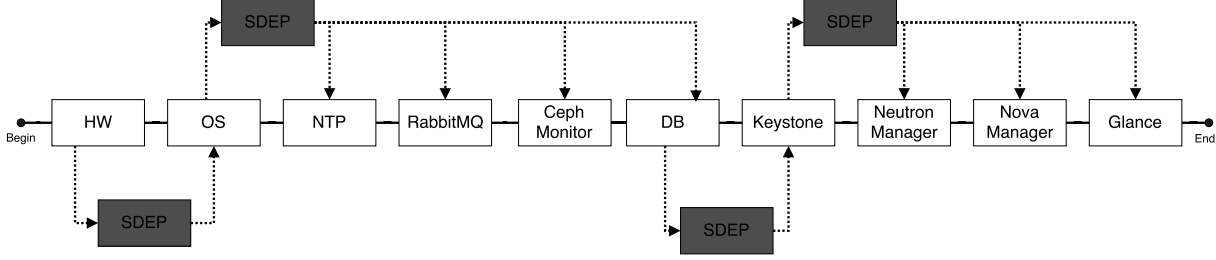 SDEP
SDEP
HW
OS
NTP
RabbitMQ
Ceph
Monitor
DB
Keystone
Neutron
Manager
Nova
Manager
Glance
Begin
End
SDEP
SDEP